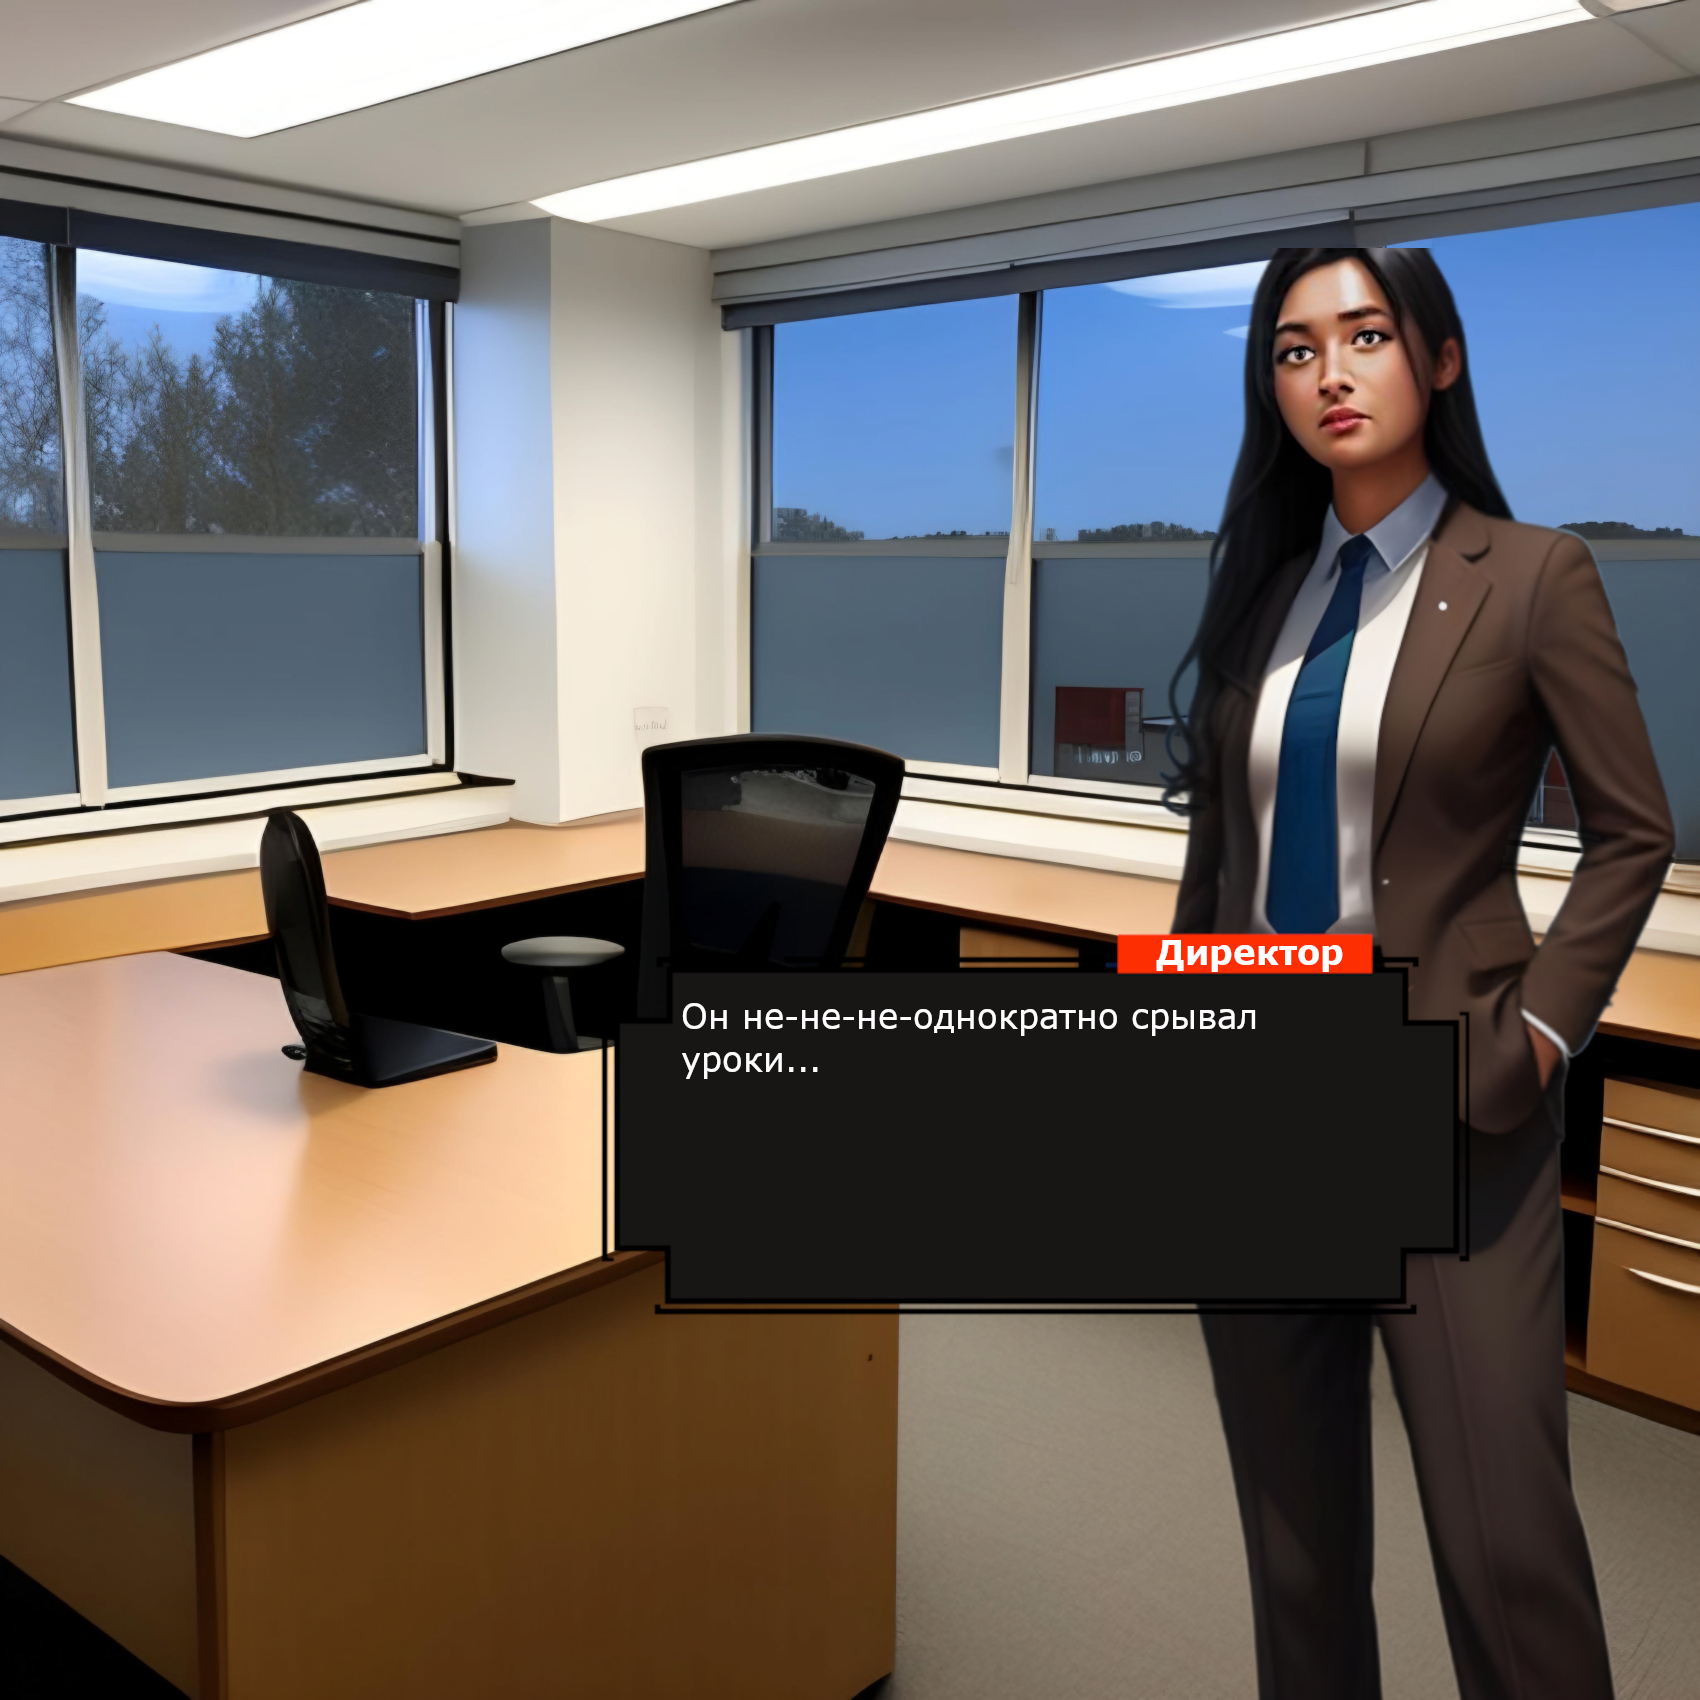 Директор
Он не-не-не-однократно срывал
уроки...